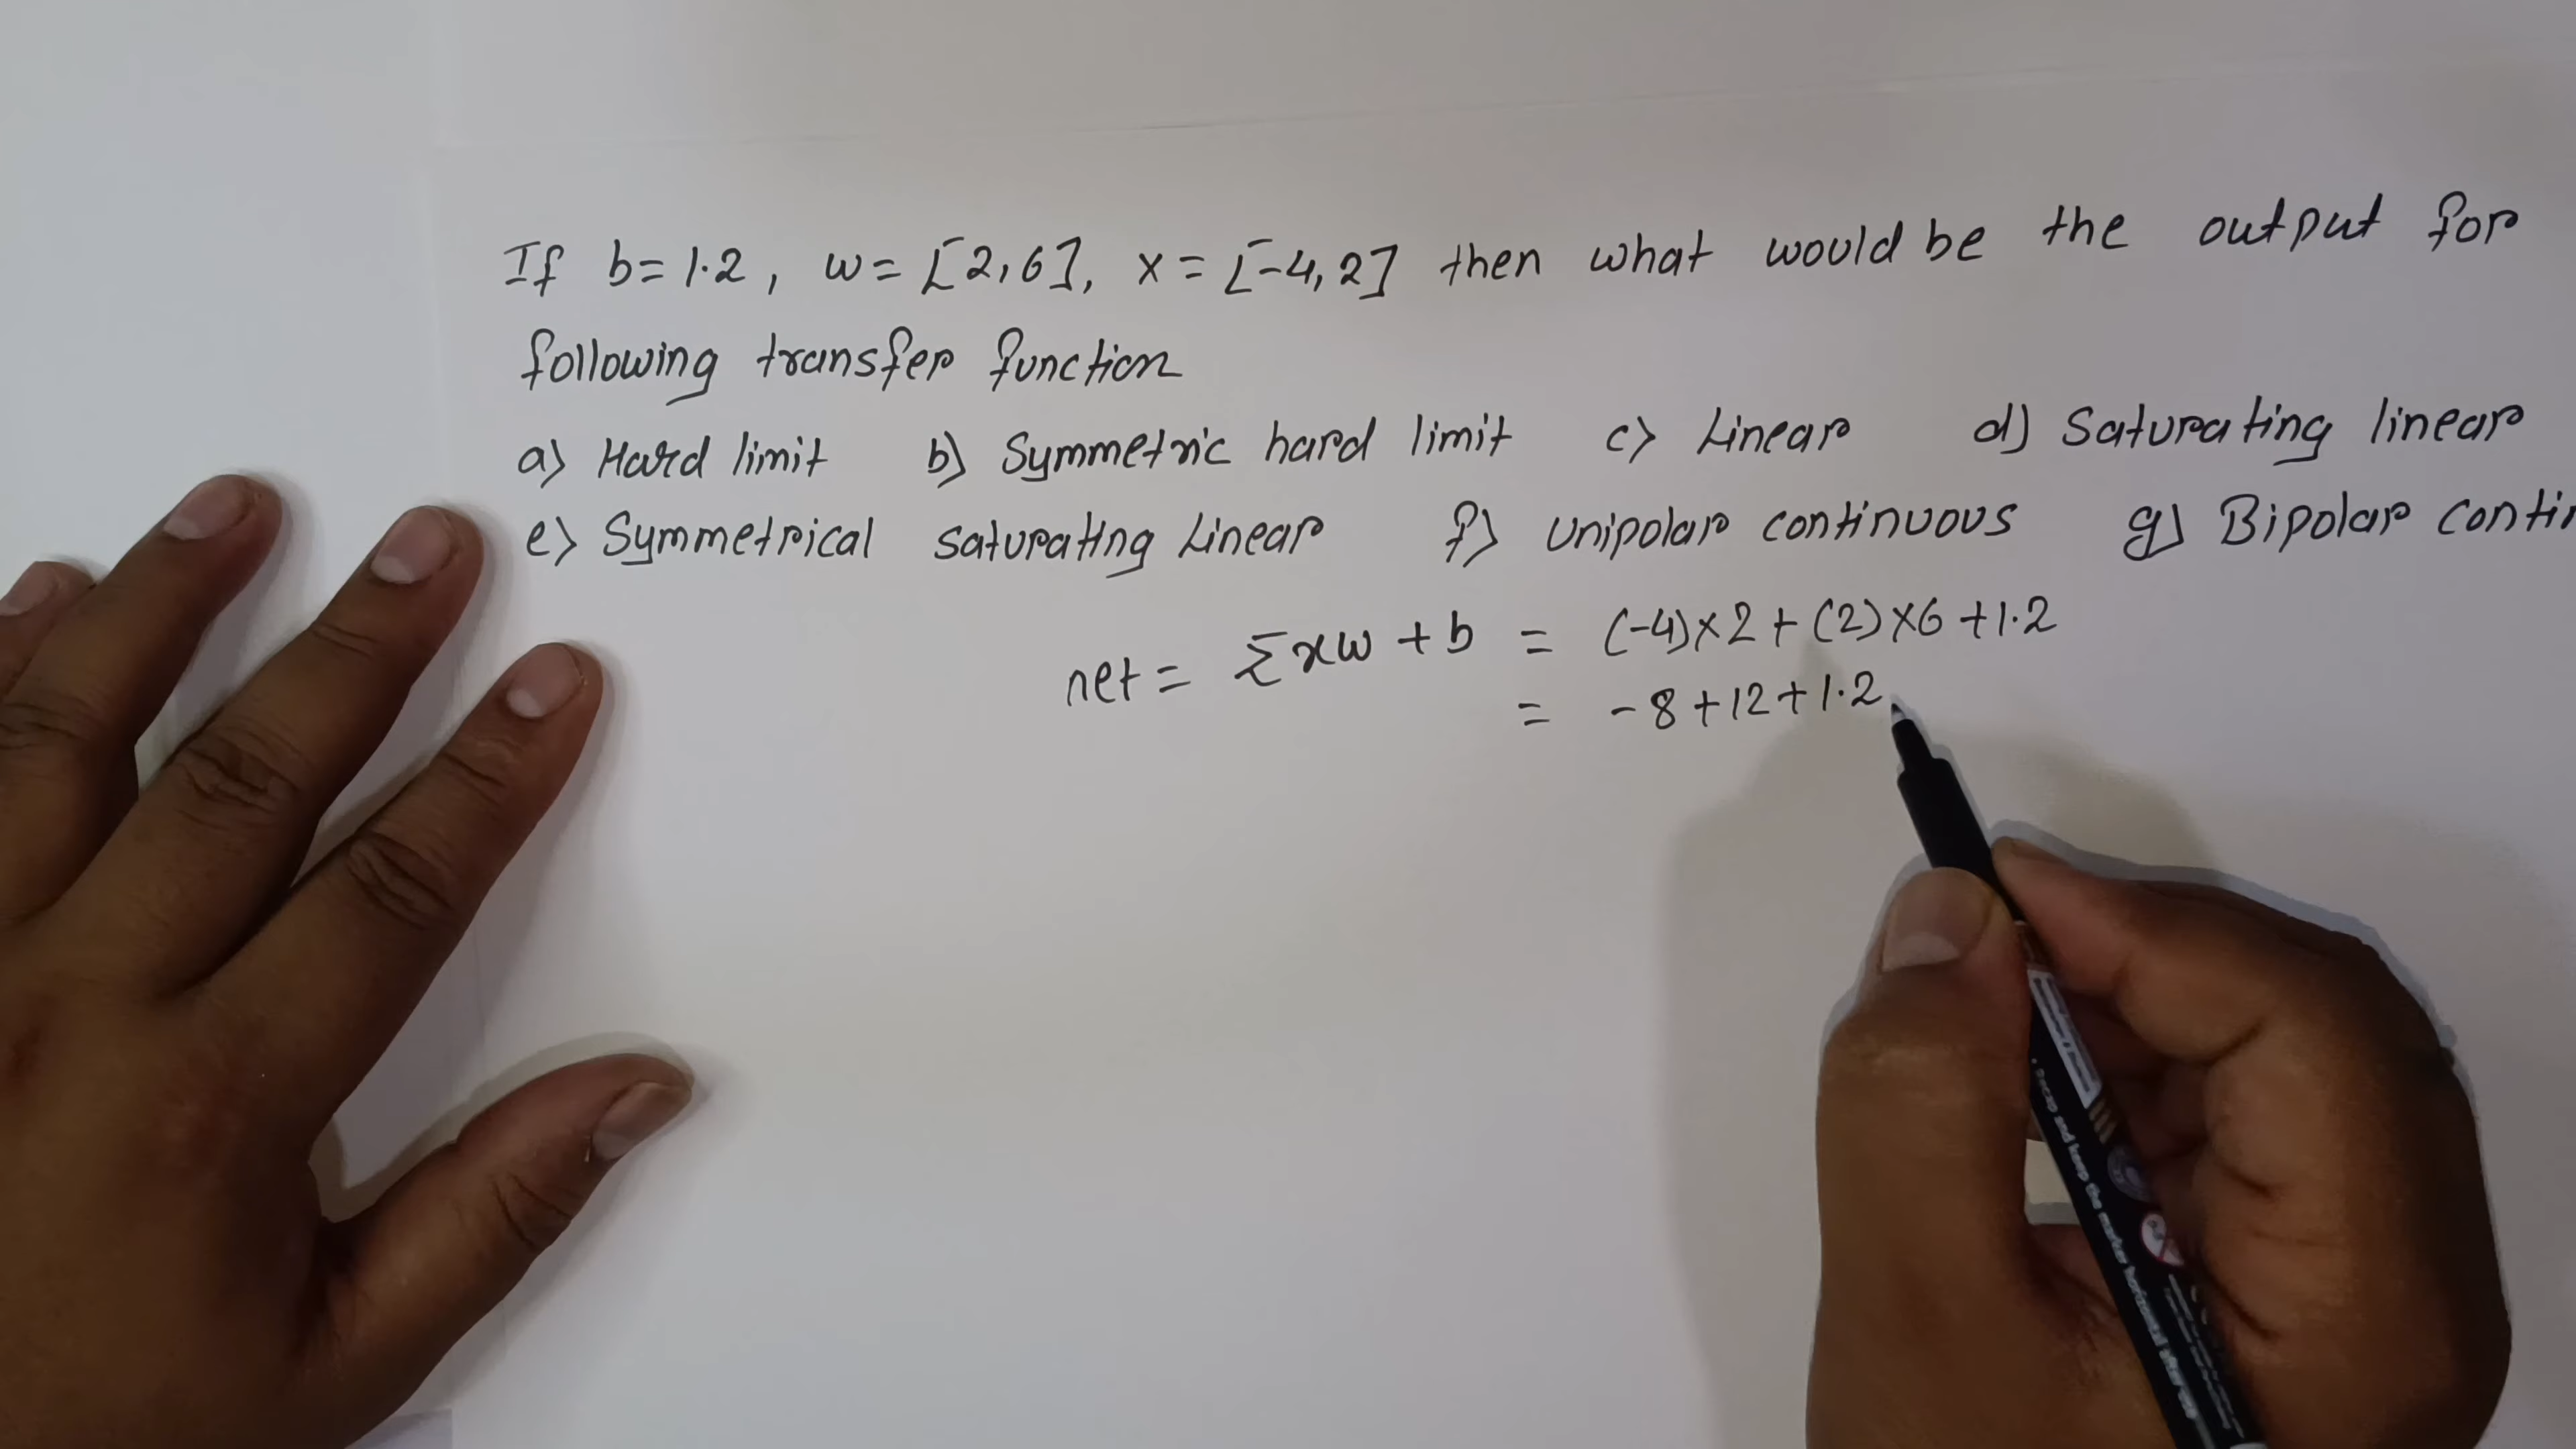 If b=1.2, w=[2,6], x=[-4,2] then what would be the output for
following transfer function
a) Hard limit b) Symmetric hard limit c) Linear d) Saturating linear
e) Symmetrical saturating Linear f) Unipolar continuous g) Bipolar contin
net = Σxw + b = (-4)×2+(2)×6+1.2
= -8+12+1.2